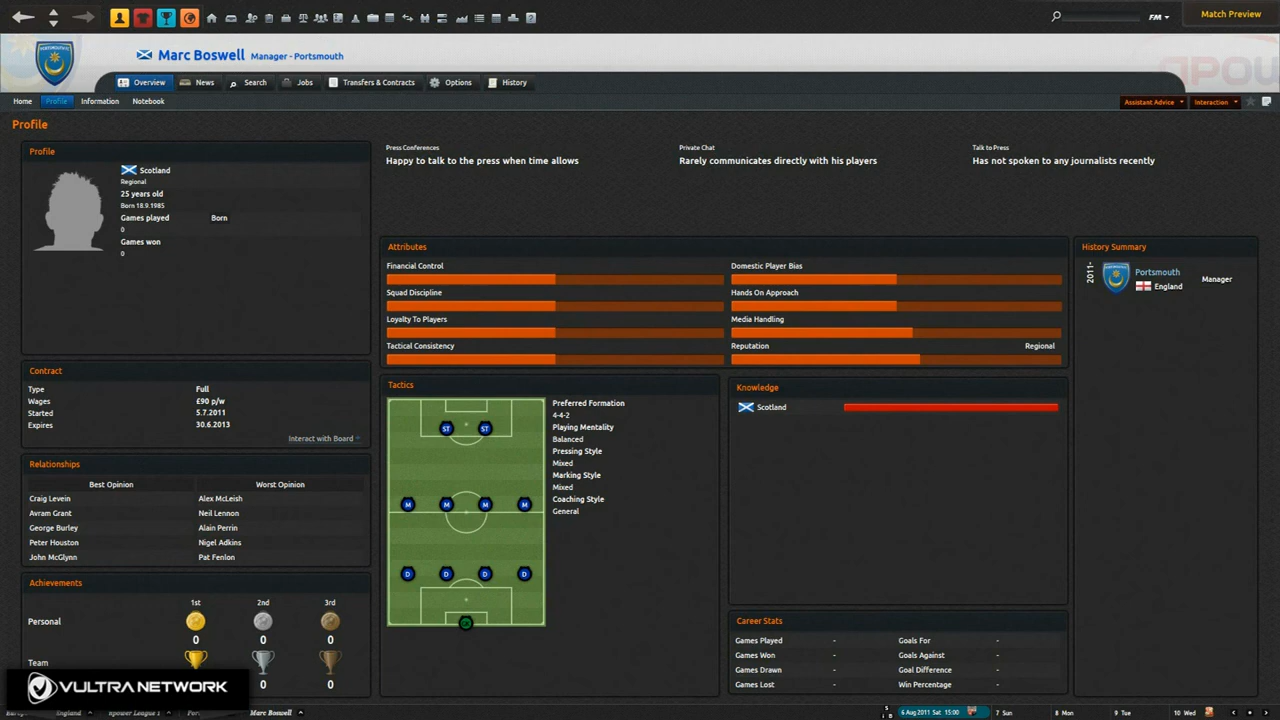 FM
Match Preview
Marc Boswell Manager - Portsmouth
Overview News Search Jobs Transfers & Contracts Options History
Home Profile Information Notebook
Assistant Advice Interaction
Profile
Profile
Scotland
Regional
25 years old
Born 18.9.1985
Games played Born
0
Games won
0
Press Conferences
Happy to talk to the press when time allows
Private Chat
Rarely communicates directly with his players
Talk to Press
Has not spoken to any journalists recently
Attributes
Financial Control
Squad Discipline
Loyalty To Players
Tactical Consistency
Domestic Player Bias
Hands On Approach
Media Handling
Reputation Regional
History Summary
2011-
Portsmouth
England
Manager
Contract
Type Full
Wages £90 p/w
Started 5.7.2011
Expires 30.6.2013
Interact with Board
Relationships
Best Opinion Worst Opinion
Craig Levein Alex McLeish
Avram Grant Neil Lennon
George Burley Alain Perrin
Peter Houston Nigel Adkins
John McGlynn Pat Fenlon
Achievements
1st 2nd 3rd
Personal
0 0 0
Team
0 0
Tactics
ST ST
M M M M
D D D D
Preferred Formation
4-4-2
Playing Mentality
Balanced
Pressing Style
Mixed
Marking Style
Mixed
Coaching Style
General
Knowledge
Scotland
Career Stats
Games Played - Goals For -
Games Won - Goals Against -
Games Drawn - Goal Difference -
Games Lost - Win Percentage -
VULTRA NETWORK
England npower League 1 Marc Boswell
6 Aug 2011 Sat 15:00 7 Sun 8 Mon 9 Tue 10 Wed